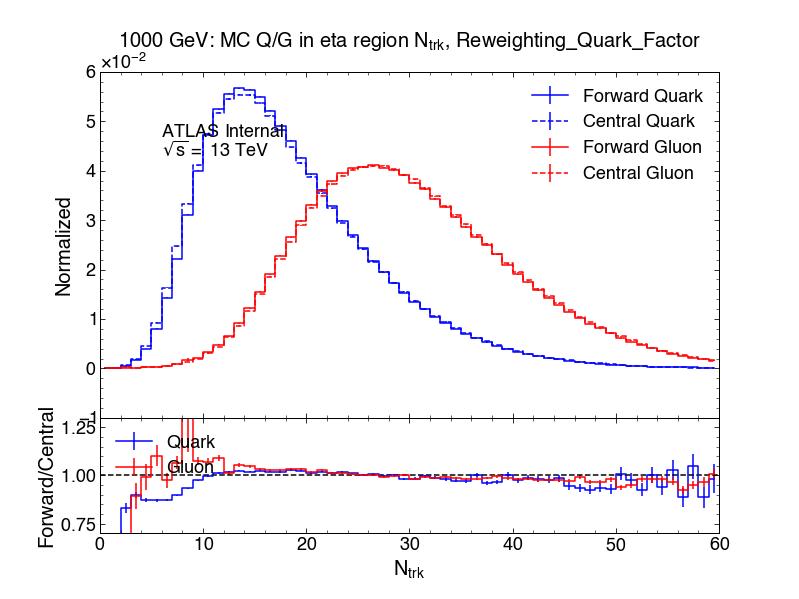 1000 GeV: MC Q/G in eta region N_trk, Reweighting_Quark_Factor
×10⁻²
6
5
4
3
2
1
0
−1
Normalized
ATLAS Internal
√s = 13 TeV
Forward Quark
Central Quark
Forward Gluon
Central Gluon
1.25
1.00
0.75
Forward/Central
Quark
Gluon
0 10 20 30 40 50 60
N_trk